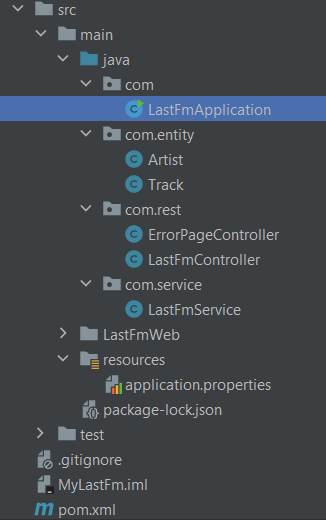 src
main
java
com
LastFmApplication
com.entity
Artist
Track
com.rest
ErrorPageController
LastFmController
com.service
LastFmService
LastFmWeb
resources
application.properties
package-lock.json
test
.gitignore
MyLastFm.iml
pom.xml